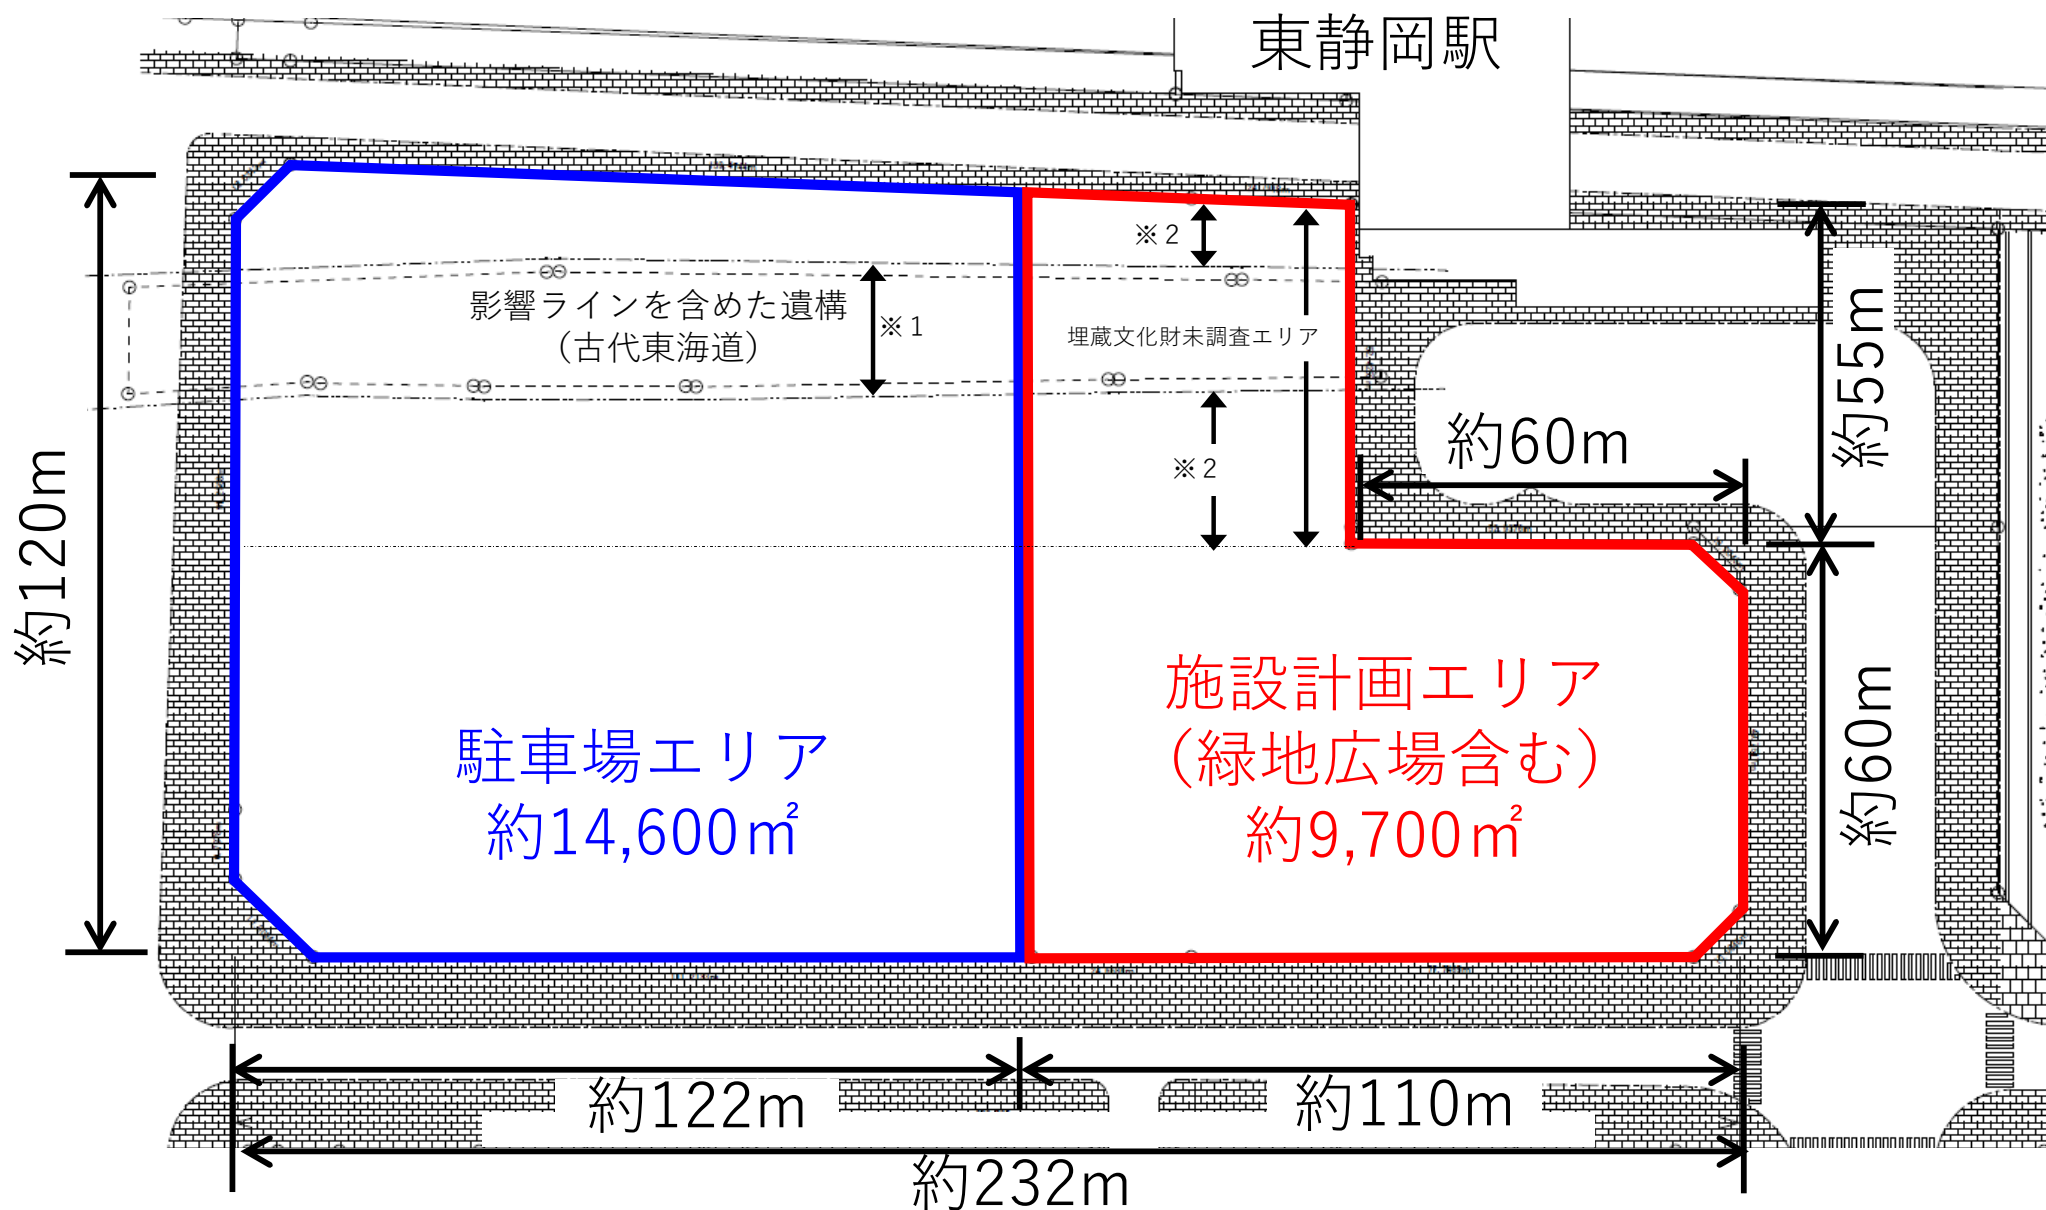 東静岡駅
※2
影響ラインを含めた遺構
（古代東海道）
※1
埋蔵文化財未調査エリア
※2
約60m
約55m
約120m
約60m
駐車場エリア
約14,600㎡
施設計画エリア
（緑地広場含む）
約9,700㎡
約122m
約110m
約232m